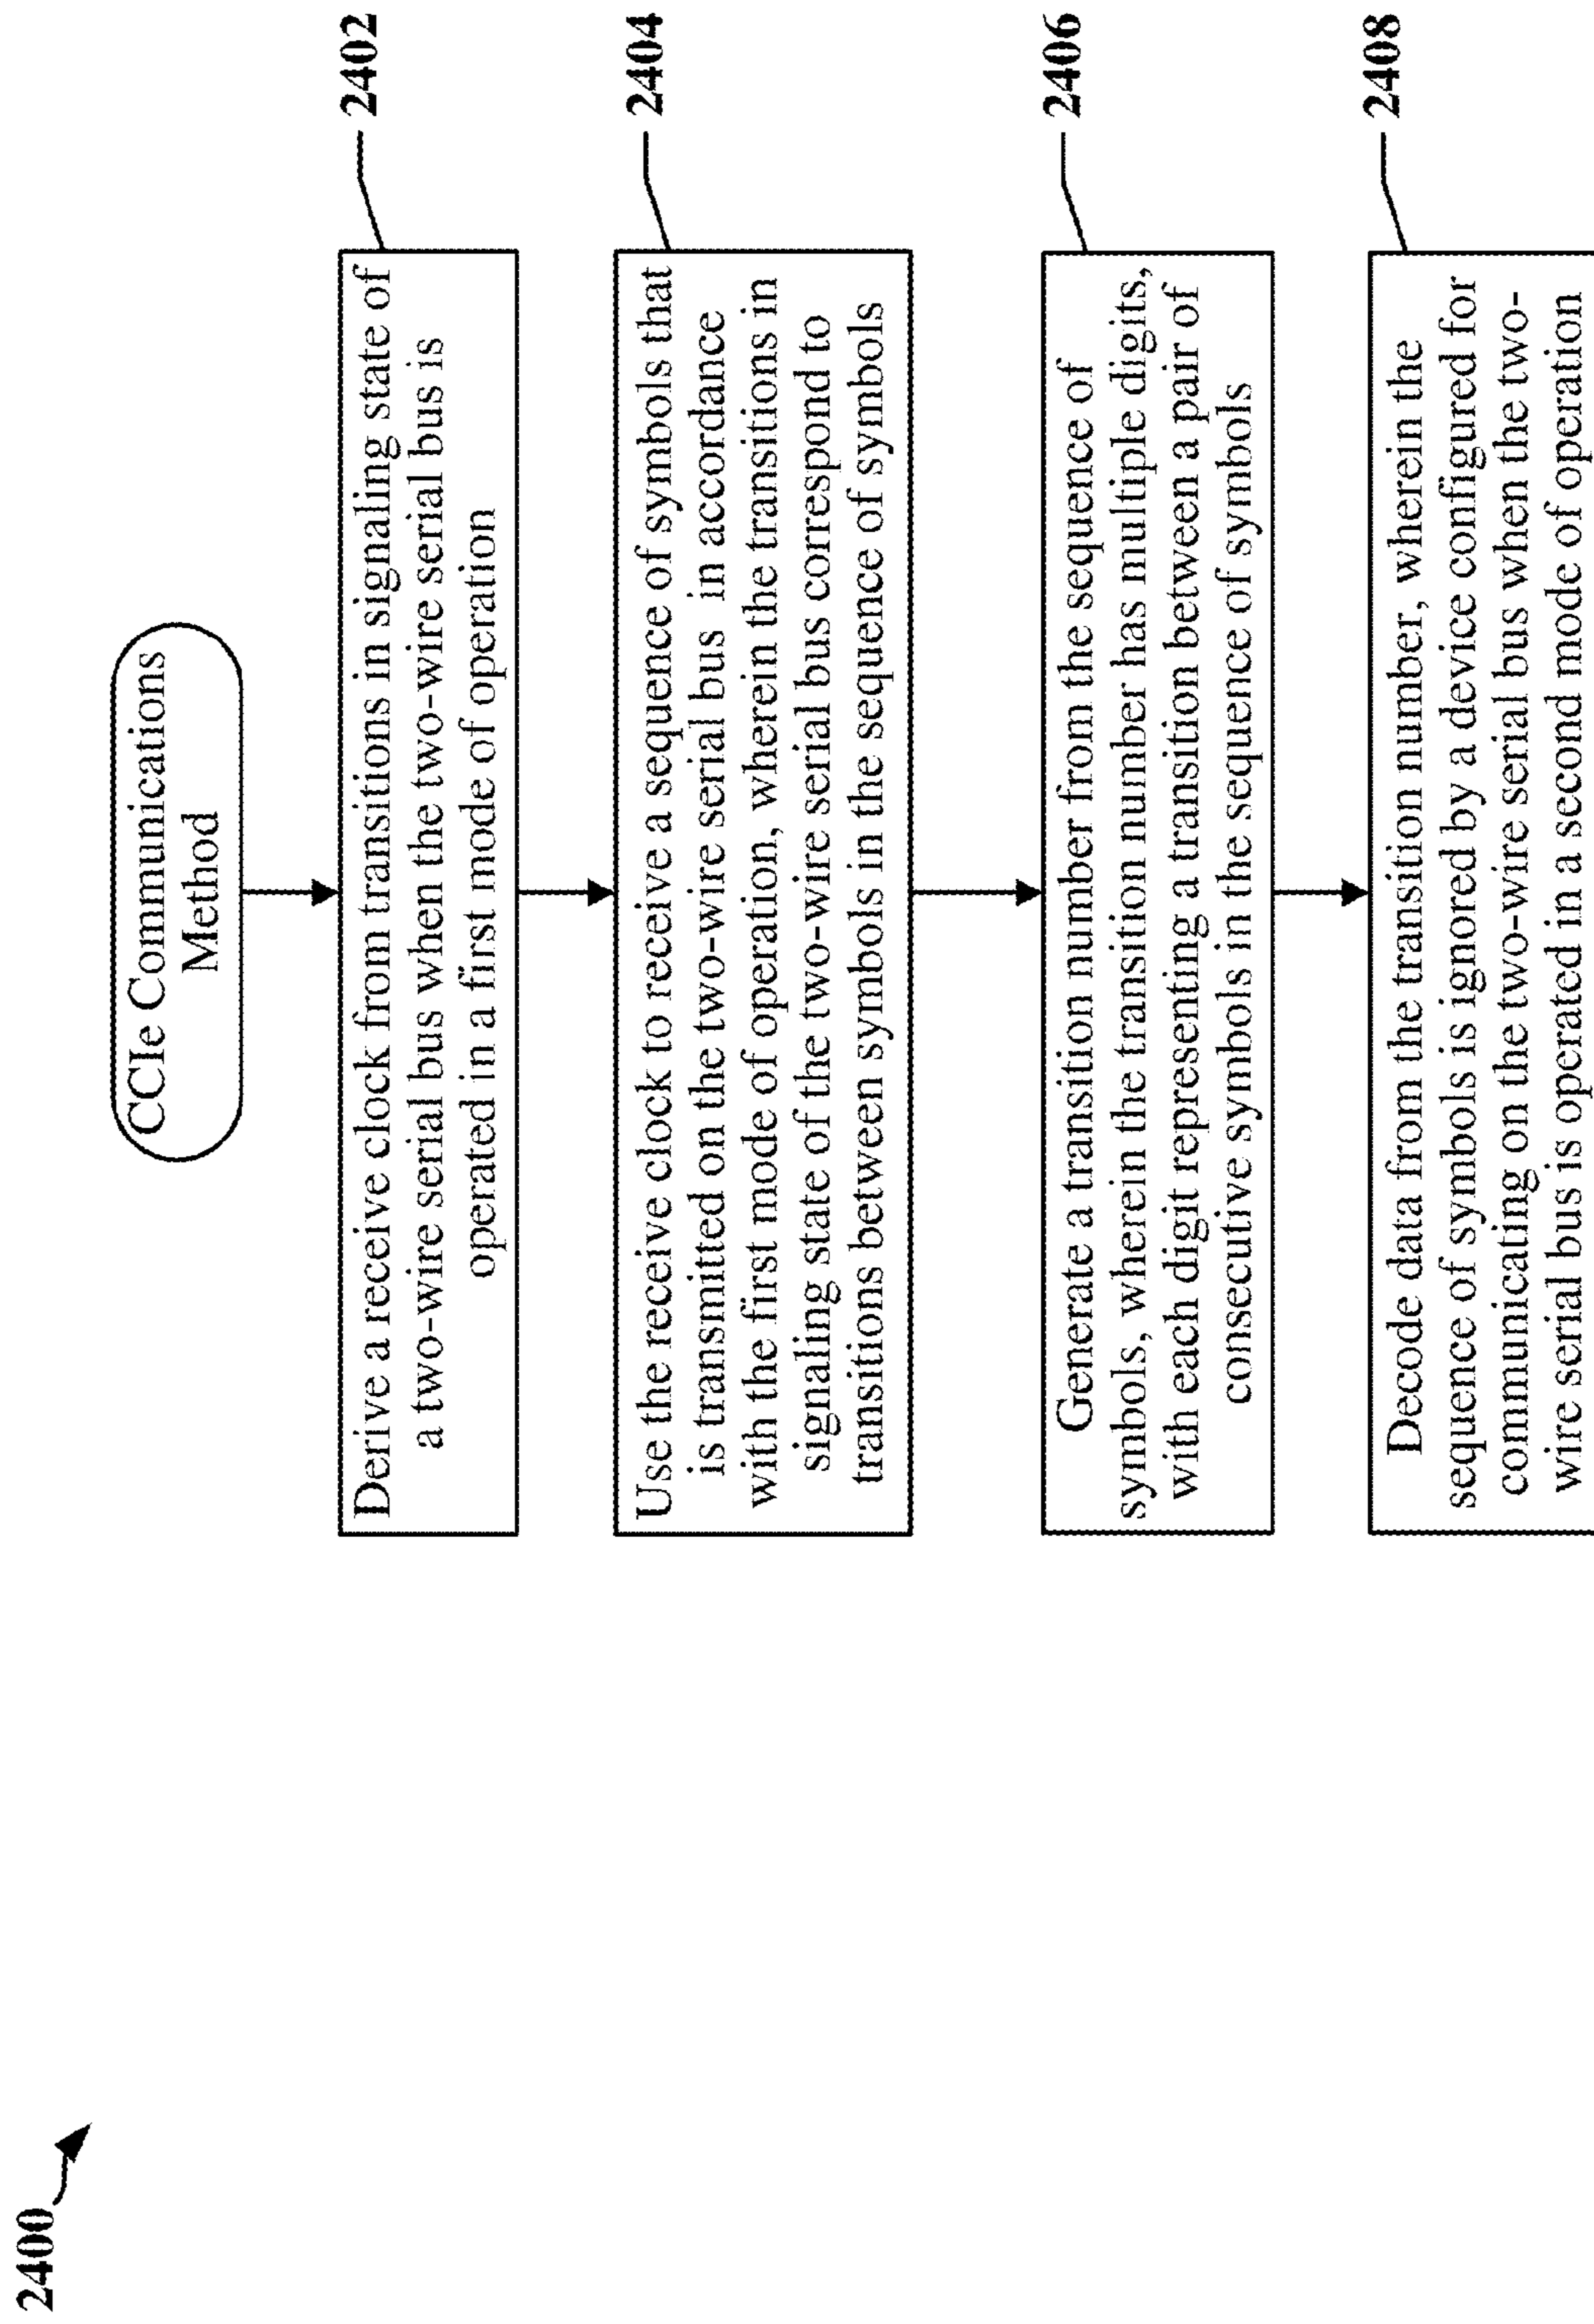 2400
CCIe Communications
Method
2402
Derive a receive clock from transitions in signaling state of
a two-wire serial bus when the two-wire serial bus is
operated in a first mode of operation
2404
Use the receive clock to receive a sequence of symbols that
is transmitted on the two-wire serial bus in accordance
with the first mode of operation, wherein the transitions in
signaling state of the two-wire serial bus correspond to
transitions between symbols in the sequence of symbols
2406
Generate a transition number from the sequence of
symbols, wherein the transition number has multiple digits,
with each digit representing a transition between a pair of
consecutive symbols in the sequence of symbols
2408
Decode data from the transition number, wherein the
sequence of symbols is ignored by a device configured for
communicating on the two-wire serial bus when the two-
wire serial bus is operated in a second mode of operation